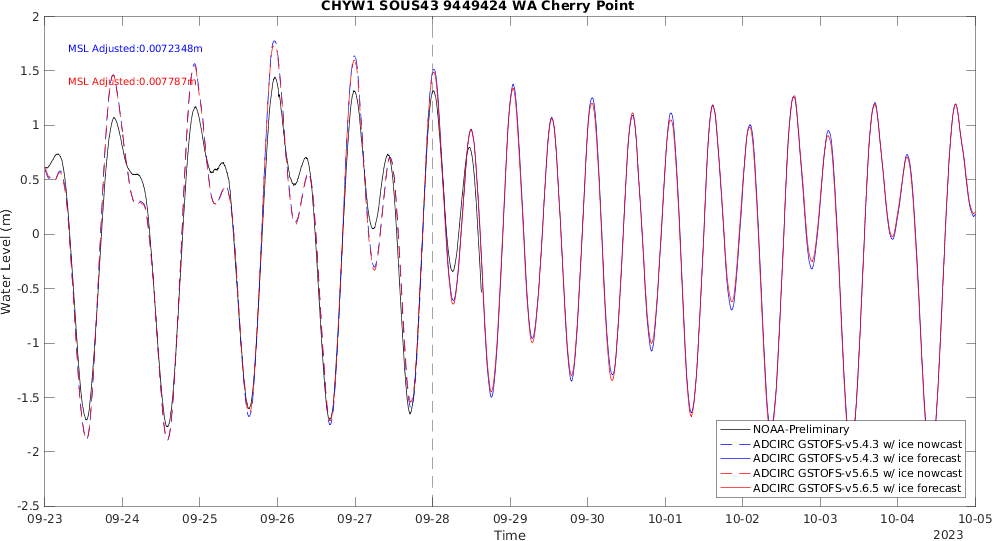 CHYW1 SOUS43 9449424 WA Cherry Point
MSL Adjusted:0.0072348m
MSL Adjusted:0.007787m
Water Level (m)
2
1.5
1
0.5
0
-0.5
-1
-1.5
-2
-2.5
NOAA-Preliminary
ADCIRC GSTOFS-v5.4.3 w/ ice nowcast
ADCIRC GSTOFS-v5.4.3 w/ ice forecast
ADCIRC GSTOFS-v5.6.5 w/ ice nowcast
ADCIRC GSTOFS-v5.6.5 w/ ice forecast
09-23 09-24 09-25 09-26 09-27 09-28 09-29 09-30 10-01 10-02 10-03 10-04 10-05
Time
2023